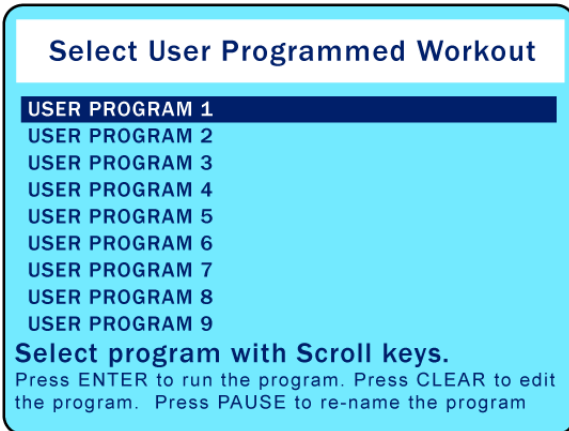 Select User Programmed Workout
USER PROGRAM 1
USER PROGRAM 2
USER PROGRAM 3
USER PROGRAM 4
USER PROGRAM 5
USER PROGRAM 6
USER PROGRAM 7
USER PROGRAM 8
USER PROGRAM 9
Select program with Scroll keys.
Press ENTER to run the program. Press CLEAR to edit
the program. Press PAUSE to re-name the program